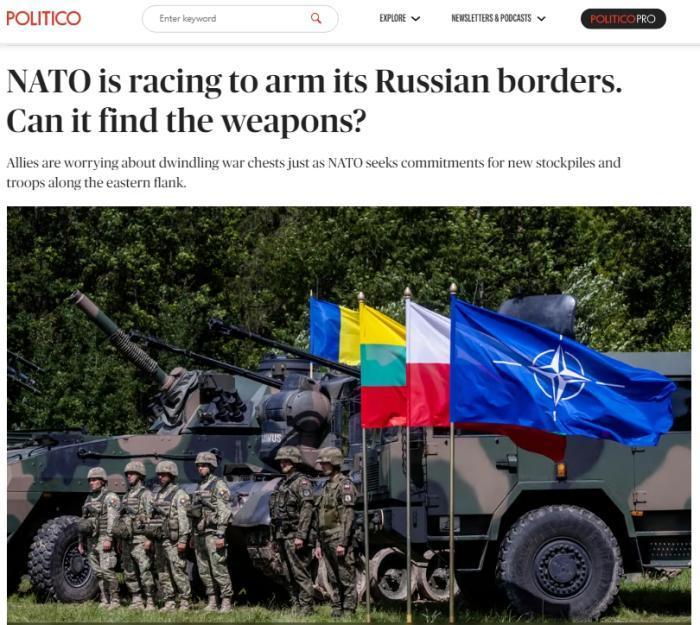 POLITICO
Enter keyword
EXPLORE
NEWSLETTERS & PODCASTS
POLITICO PRO
NATO is racing to arm its Russian borders.
Can it find the weapons?
Allies are worrying about dwindling war chests just as NATO seeks commitments for new stockpiles and
troops along the eastern flank.